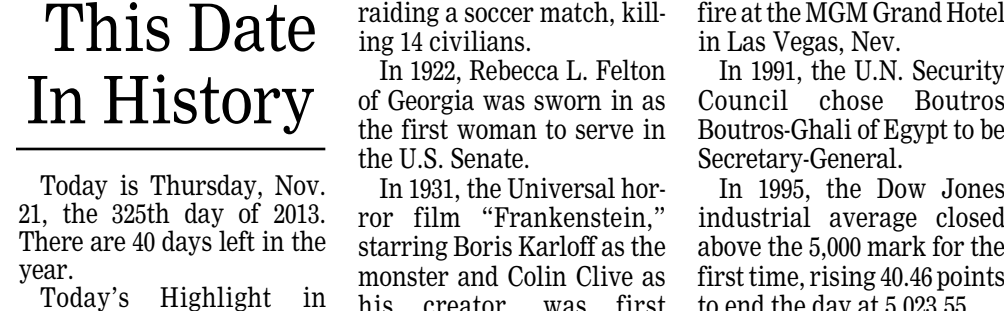 This Date
In History
Today is Thursday, Nov.
21, the 325th day of 2013.
There are 40 days left in the
year.
Today's Highlight in
raiding a soccer match, kill-
ing 14 civilians.
In 1922, Rebecca L. Felton
of Georgia was sworn in as
the first woman to serve in
the U.S. Senate.
In 1931, the Universal hor-
ror film “Frankenstein,”
starring Boris Karloff as the
monster and Colin Clive as
his creator, was first
fire at the MGM Grand Hotel
in Las Vegas, Nev.
In 1991, the U.N. Security
Council chose Boutros
Boutros-Ghali of Egypt to be
Secretary-General.
In 1995, the Dow Jones
industrial average closed
above the 5,000 mark for the
first time, rising 40.46 points
to end the day at 5,023.55.